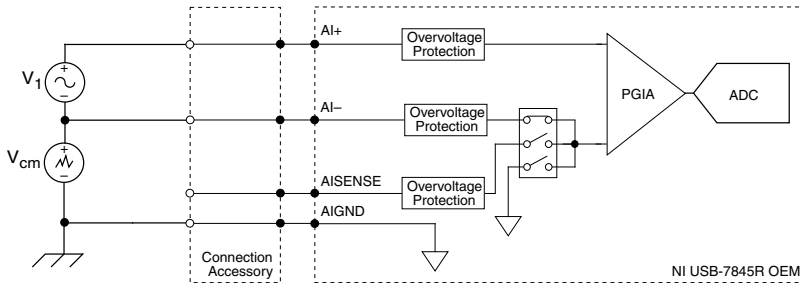 AI+
Overvoltage
Protection
+
V1
–
AI–
Overvoltage
Protection
PGIA
ADC
+
Vcm
–
AISENSE
Overvoltage
Protection
AIGND
Connection
Accessory
NI USB-7845R OEM